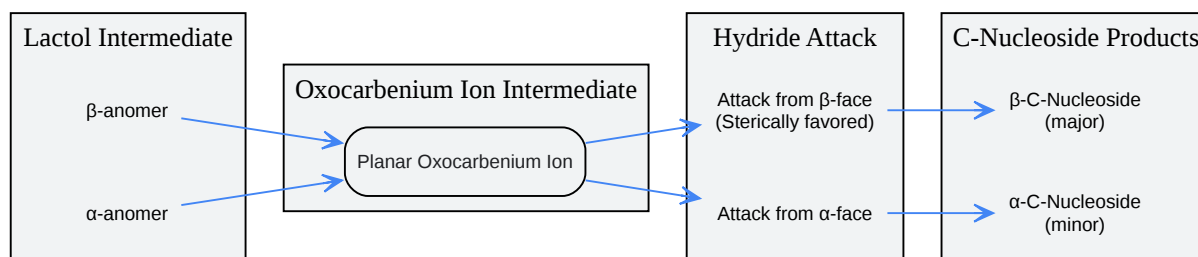 Lactol Intermediate
β-anomer
α-anomer
Oxocarbenium Ion Intermediate
Planar Oxocarbenium Ion
Hydride Attack
Attack from β-face
(Sterically favored)
Attack from α-face
C-Nucleoside Products
β-C-Nucleoside
(major)
α-C-Nucleoside
(minor)